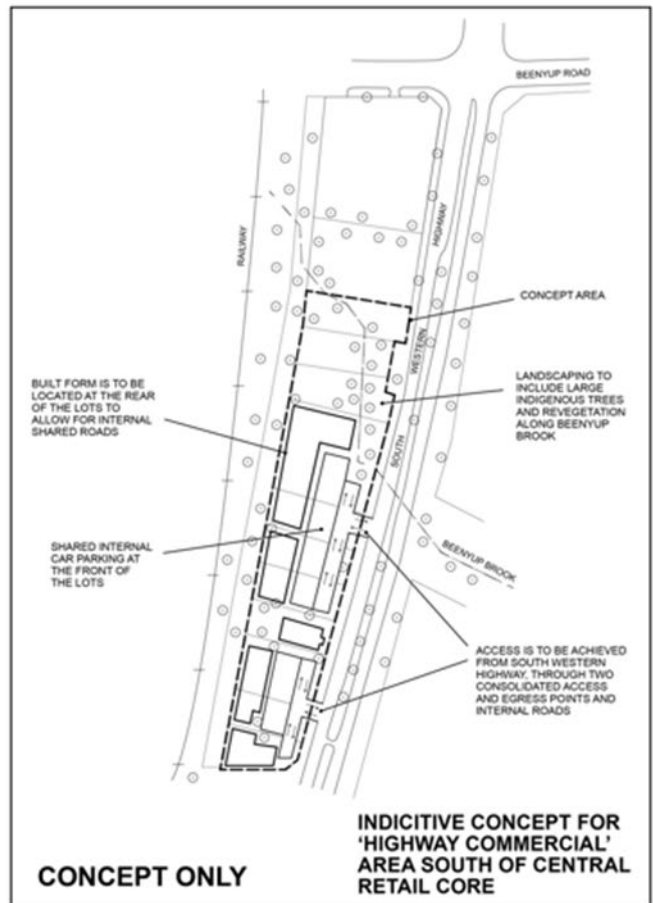 BEENYUP ROAD
RAILWAY
HIGHWAY
WESTERN
SOUTH
CONCEPT AREA
BUILT FORM IS TO BE
LOCATED AT THE REAR
OF THE LOTS TO
ALLOW FOR INTERNAL
SHARED ROADS
LANDSCAPING TO
INCLUDE LARGE
INDIGENOUS TREES
AND REVEGETATION
ALONG BEENYUP
BROOK
SHARED INTERNAL
CAR PARKING AT
THE FRONT OF
THE LOTS
BEENYUP BROOK
ACCESS IS TO BE ACHIEVED
FROM SOUTH WESTERN
HIGHWAY, THROUGH TWO
CONSOLIDATED ACCESS
AND EGRESS POINTS AND
INTERNAL ROADS
CONCEPT ONLY
INDICITIVE CONCEPT FOR
'HIGHWAY COMMERCIAL'
AREA SOUTH OF CENTRAL
RETAIL CORE